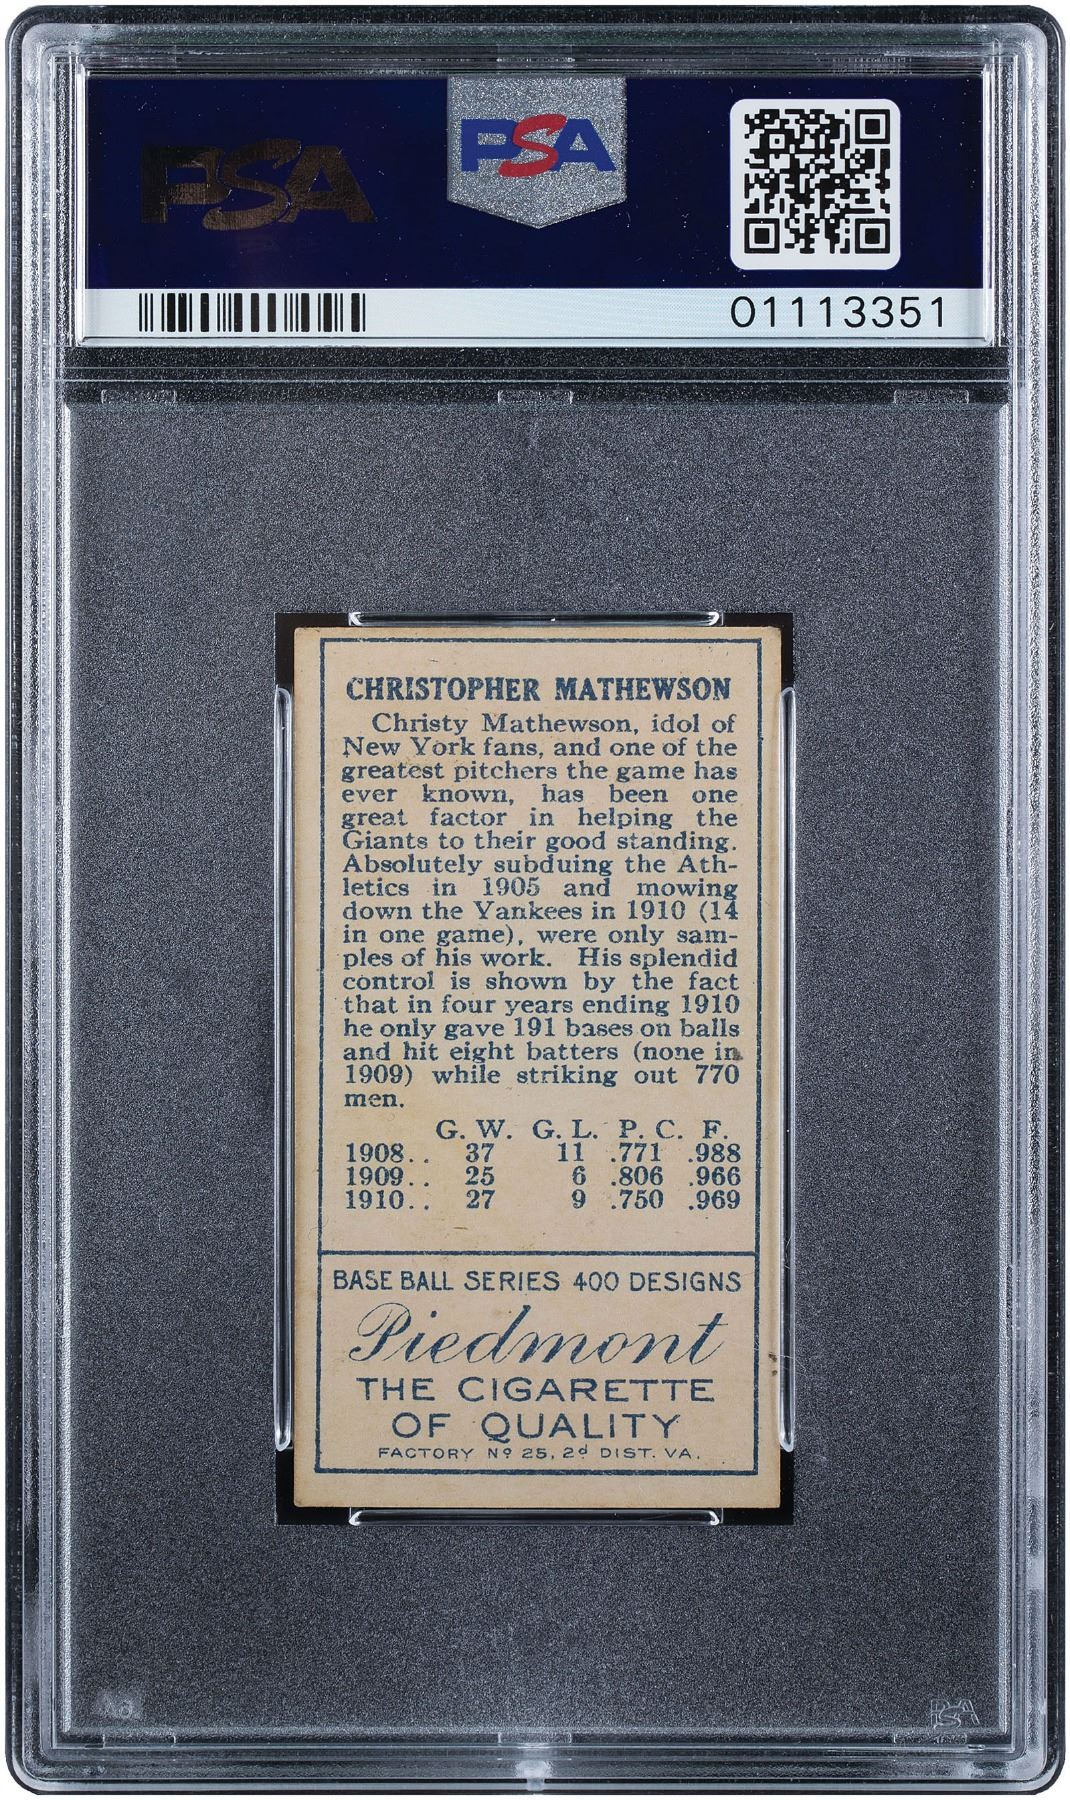 PSA
PSA
01113351
CHRISTOPHER MATHEWSON
Christy Mathewson, idol of
New York fans, and one of the
greatest pitchers the game has
ever known, has been one
great factor in helping the
Giants to their good standing.
Absolutely subduing the Ath-
letics in 1905 and mowing
down the Yankees in 1910 (14
in one game), were only sam-
ples of his work. His splendid
control is shown by the fact
that in four years ending 1910
he only gave 191 bases on balls
and hit eight batters (none in
1909) while striking out 770
men.
G. W. G. L. P. C. F.
1908.. 37 11 .771 .988
1909.. 25 6 .806 .966
1910.. 27 9 .750 .969
BASE BALL SERIES 400 DESIGNS
Piedmont
THE CIGARETTE
OF QUALITY
FACTORY Nº 25, 2d DIST. VA.
PSA